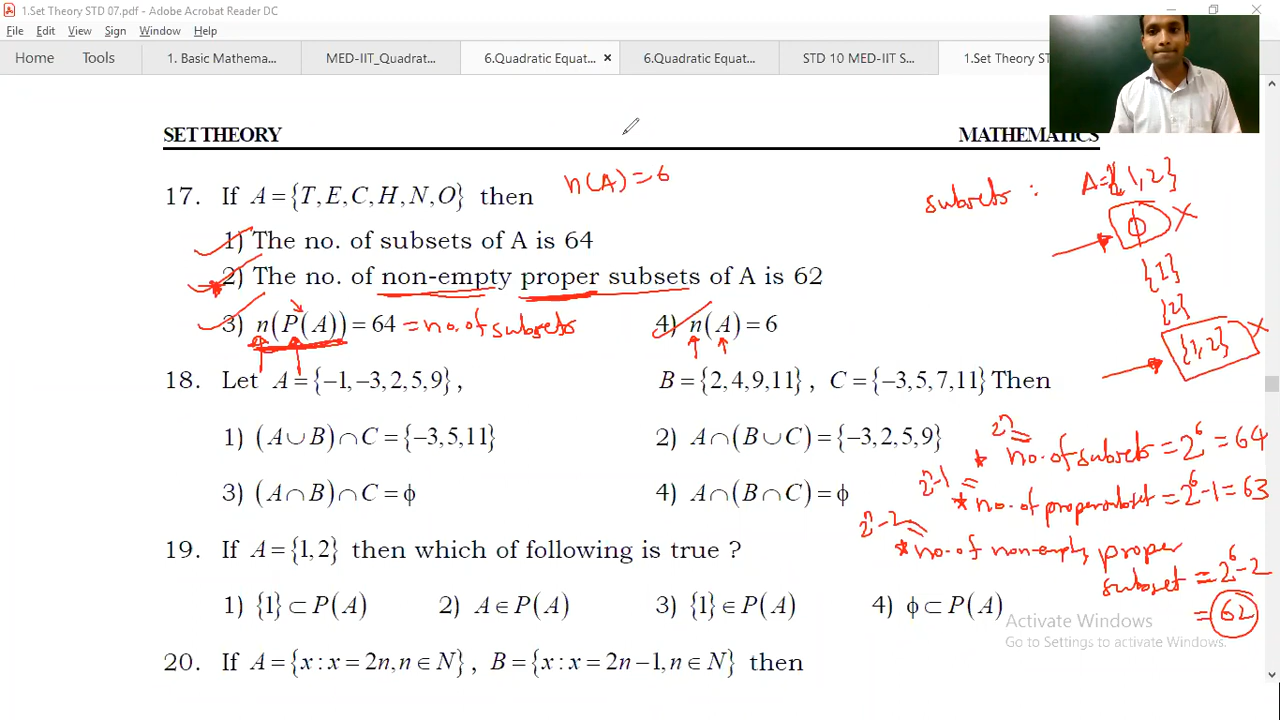 1.Set Theory STD 07.pdf - Adobe Acrobat Reader DC
File Edit View Sign Window Help
Home Tools 1. Basic Mathema... MED-IIT_Quadrat... 6.Quadratic Equat... × 6.Quadratic Equat... STD 10 MED-IIT S... 1.Set Theory ST
SET THEORY MATHEMATICS
17. If A = {T, E, C, H, N, O} then n(A) = 6
1) The no. of subsets of A is 64
2) The no. of non-empty proper subsets of A is 62
3) n(P(A)) = 64 = no. of subsets 4) n(A) = 6
subsets : A = {1, 2}
ϕ ×
{1}
{2}
{1, 2} ×
18. Let A = {−1, −3, 2, 5, 9}, B = {2, 4, 9, 11}, C = {−3, 5, 7, 11} Then
1) (A ∪ B) ∩ C = {−3, 5, 11} 2) A ∩ (B ∪ C) = {−3, 2, 5, 9}
3) (A ∩ B) ∩ C = ϕ 4) A ∩ (B ∩ C) = ϕ
2ⁿ
* no. of subsets = 2⁶ = 64
2ⁿ-1
* no. of proper subset = 2⁶ - 1 = 63
2ⁿ-2
* no. of non-empty proper
subset = 2⁶ - 2
= 62
19. If A = {1, 2} then which of following is true ?
1) {1} ⊂ P(A) 2) A ∈ P(A) 3) {1} ∈ P(A) 4) ϕ ⊂ P(A)
Activate Windows
Go to Settings to activate Windows.
20. If A = {x : x = 2n, n ∈ N}, B = {x : x = 2n − 1, n ∈ N} then